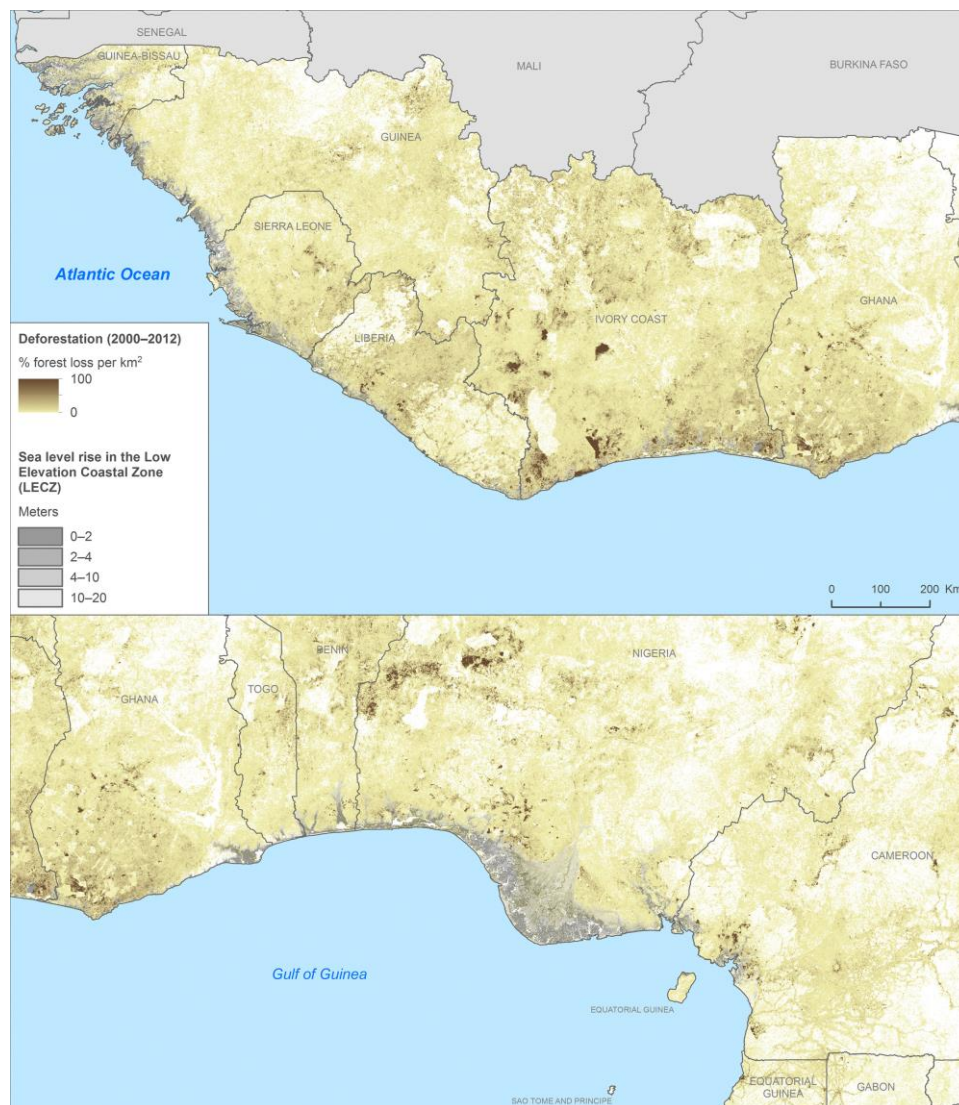 SENEGAL
GUINEA-BISSAU
MALI
BURKINA FASO
GUINEA
SIERRA LEONE
Atlantic Ocean
LIBERIA
IVORY COAST
GHANA
Deforestation (2000–2012)
% forest loss per km²
100
0
Sea level rise in the Low
Elevation Coastal Zone
(LECZ)
Meters
0–2
2–4
4–10
10–20
0 100 200 Km
GHANA
TOGO
BENIN
NIGERIA
CAMEROON
Gulf of Guinea
EQUATORIAL GUINEA
SAO TOME AND PRINCIPE
EQUATORIAL
GUINEA
GABON